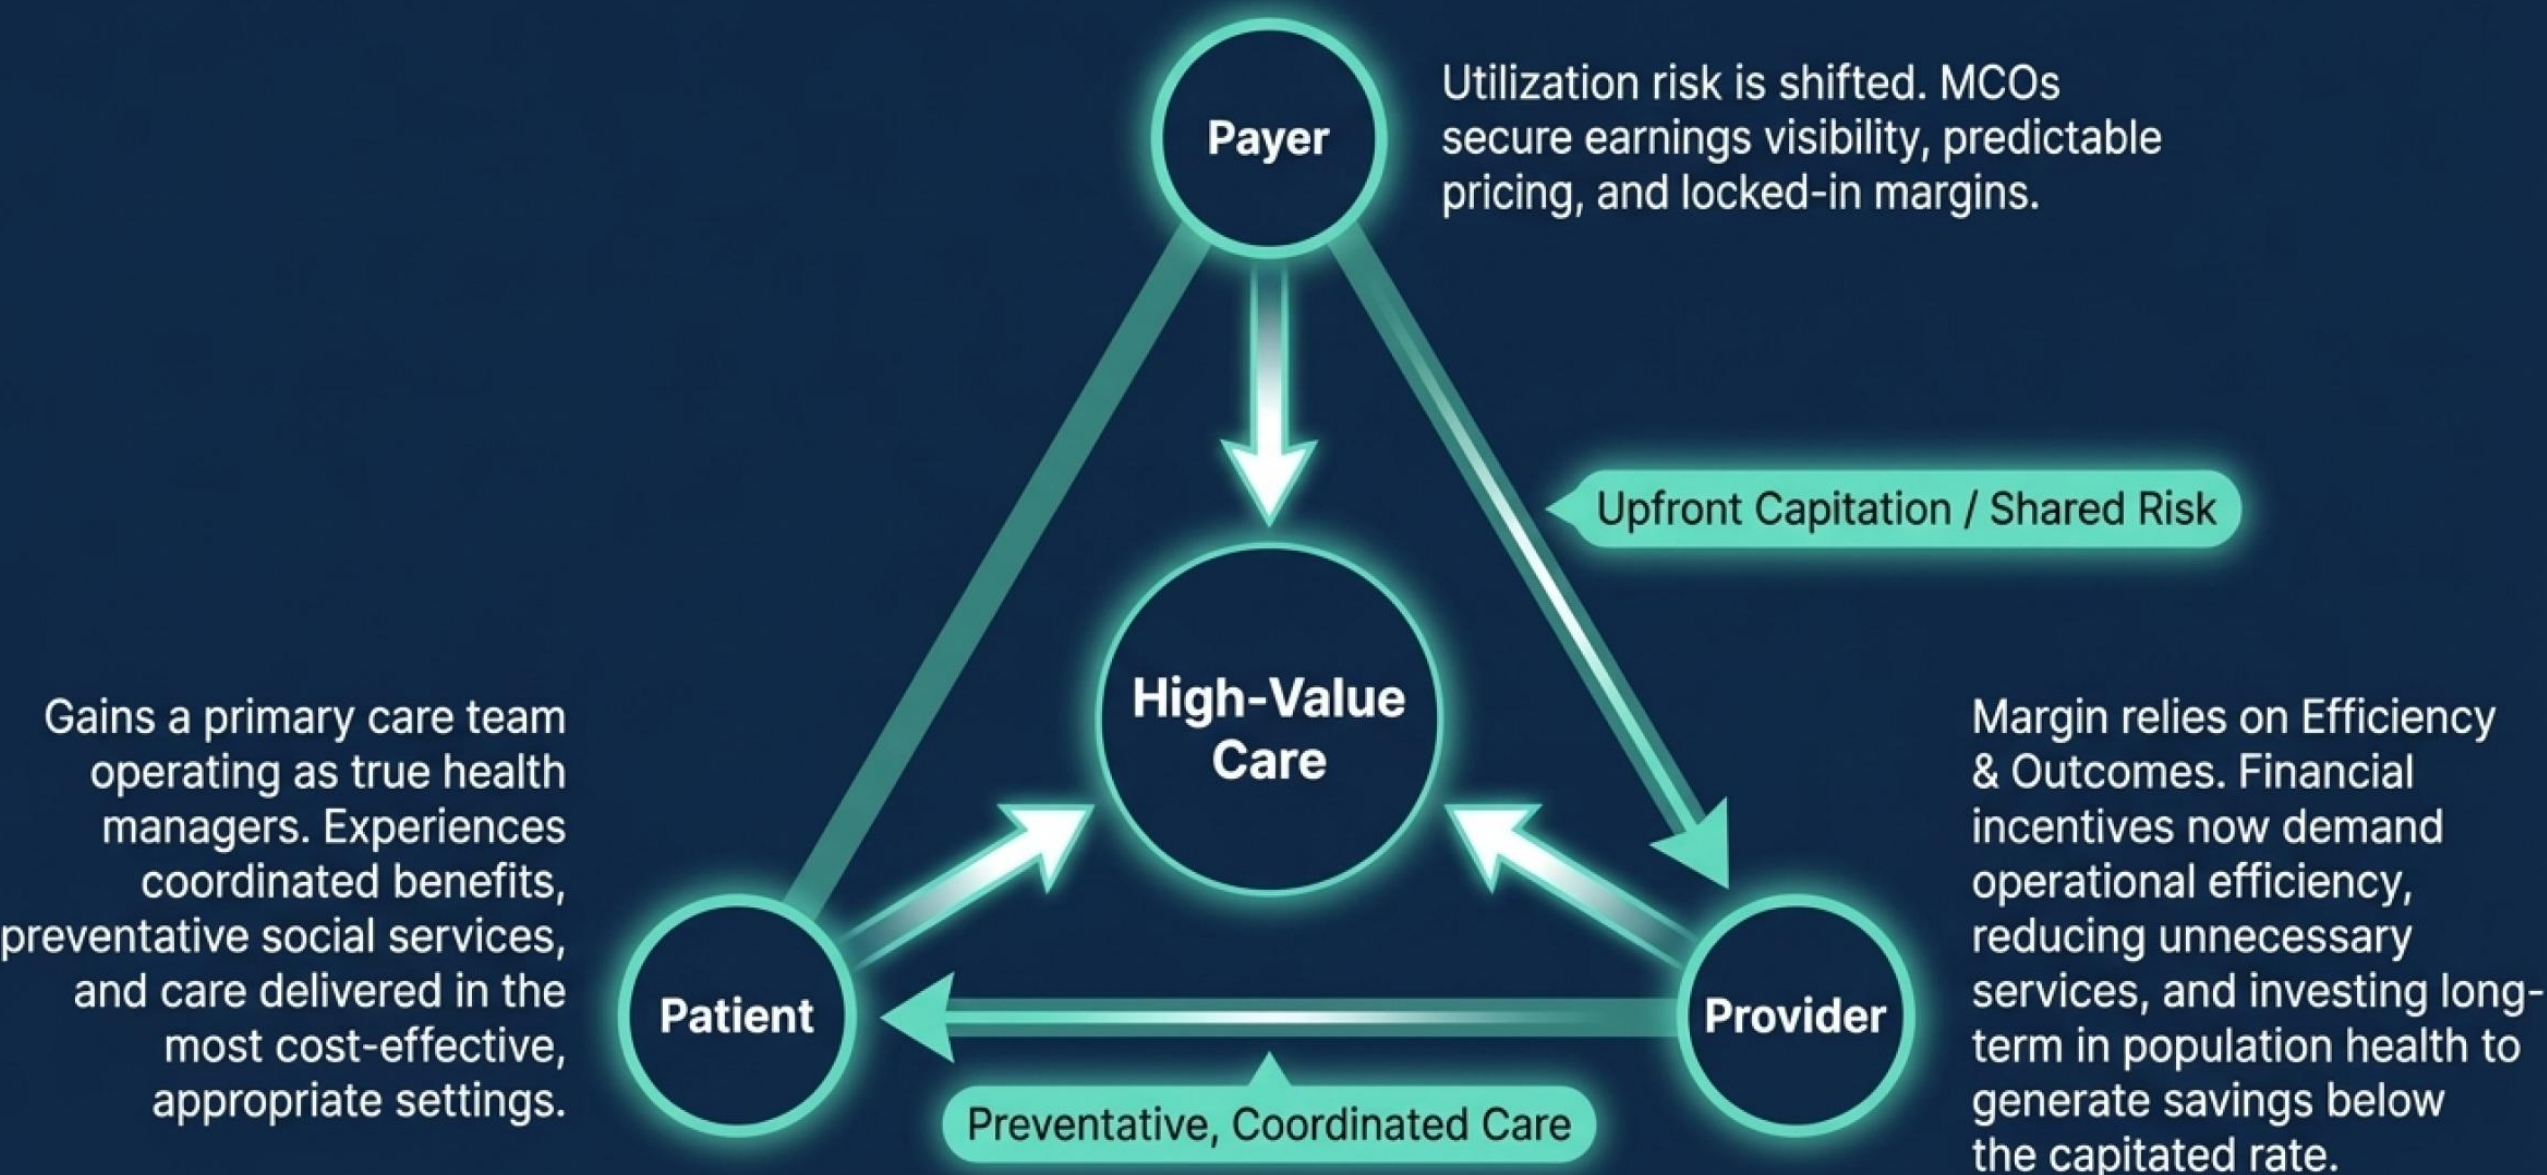 Payer
Utilization risk is shifted. MCOs
secure earnings visibility, predictable
pricing, and locked-in margins.
Upfront Capitation / Shared Risk
High-Value
Care
Gains a primary care team
operating as true health
managers. Experiences
coordinated benefits,
preventative social services,
and care delivered in the
most cost-effective,
appropriate settings.
Patient
Provider
Margin relies on Efficiency
& Outcomes. Financial
incentives now demand
operational efficiency,
reducing unnecessary
services, and investing long-
term in population health to
generate savings below
the capitated rate.
Preventative, Coordinated Care